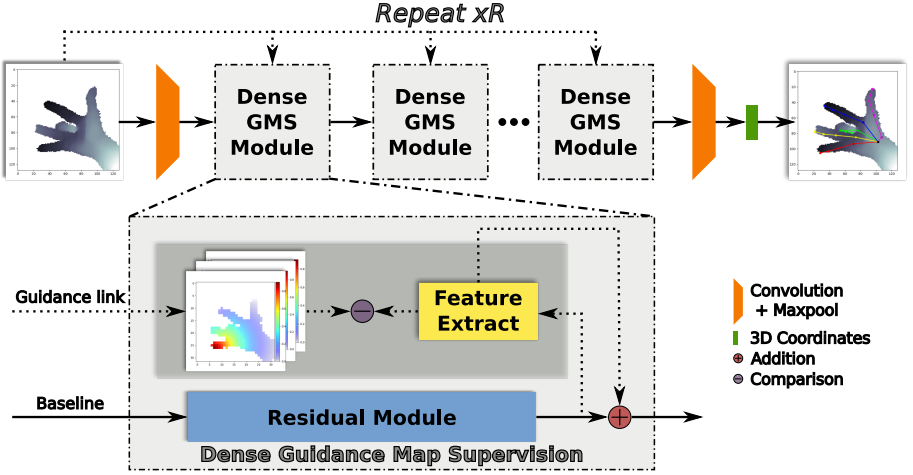 Repeat xR
Dense
GMS
Module
Dense
GMS
Module
Dense
GMS
Module
Guidance link
Feature
Extract
Baseline
Residual Module
Dense Guidance Map Supervision
Convolution
+ Maxpool
3D Coordinates
Addition
Comparison